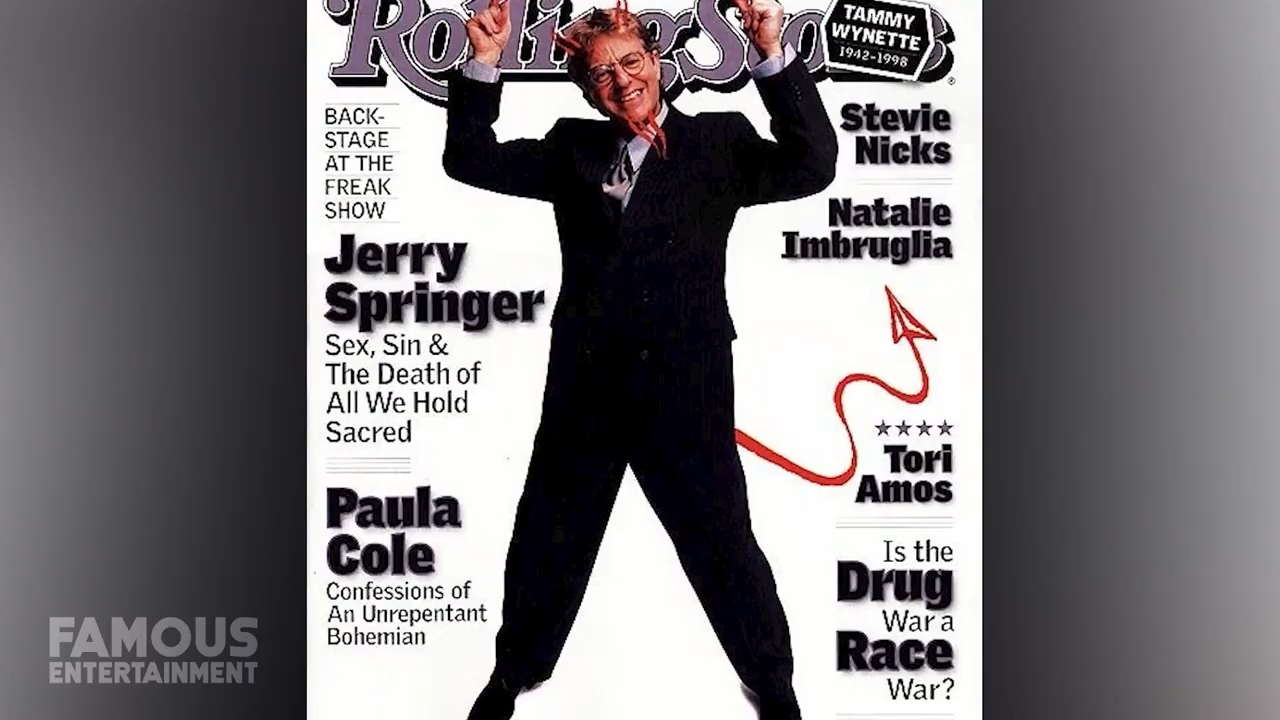 Rolling Stone
TAMMY
WYNETTE
1942-1998
BACK-
STAGE
AT THE
FREAK
SHOW
Jerry
Springer
Sex, Sin &
The Death of
All We Hold
Sacred
Paula
Cole
Confessions of
An Unrepentant
Bohemian
Stevie
Nicks
Natalie
Imbruglia
★★★★
Tori
Amos
Is the
Drug
War a
Race
War?
FAMOUS
ENTERTAINMENT